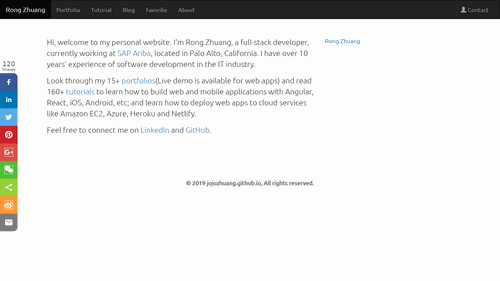 Rong Zhuang Portfolio Tutorial Blog Favorite About Contact
Hi, welcome to my personal website. I'm Rong Zhuang, a full-stack developer,
currently working at SAP Ariba, located in Palo Alto, California. I have over 10
years' experience of software development in the IT industry.
Rong Zhuang
120
Shares
Look through my 15+ portfolios(Live demo is available for web apps) and read
160+ tutorials to learn how to build web and mobile applications with Angular,
React, iOS, Android, etc; and learn how to deploy web apps to cloud services
like Amazon EC2, Azure, Heroku and Netlify.
Feel free to connect me on LinkedIn and GitHub.
© 2019 jojozhuang.github.io, All rights reserved.